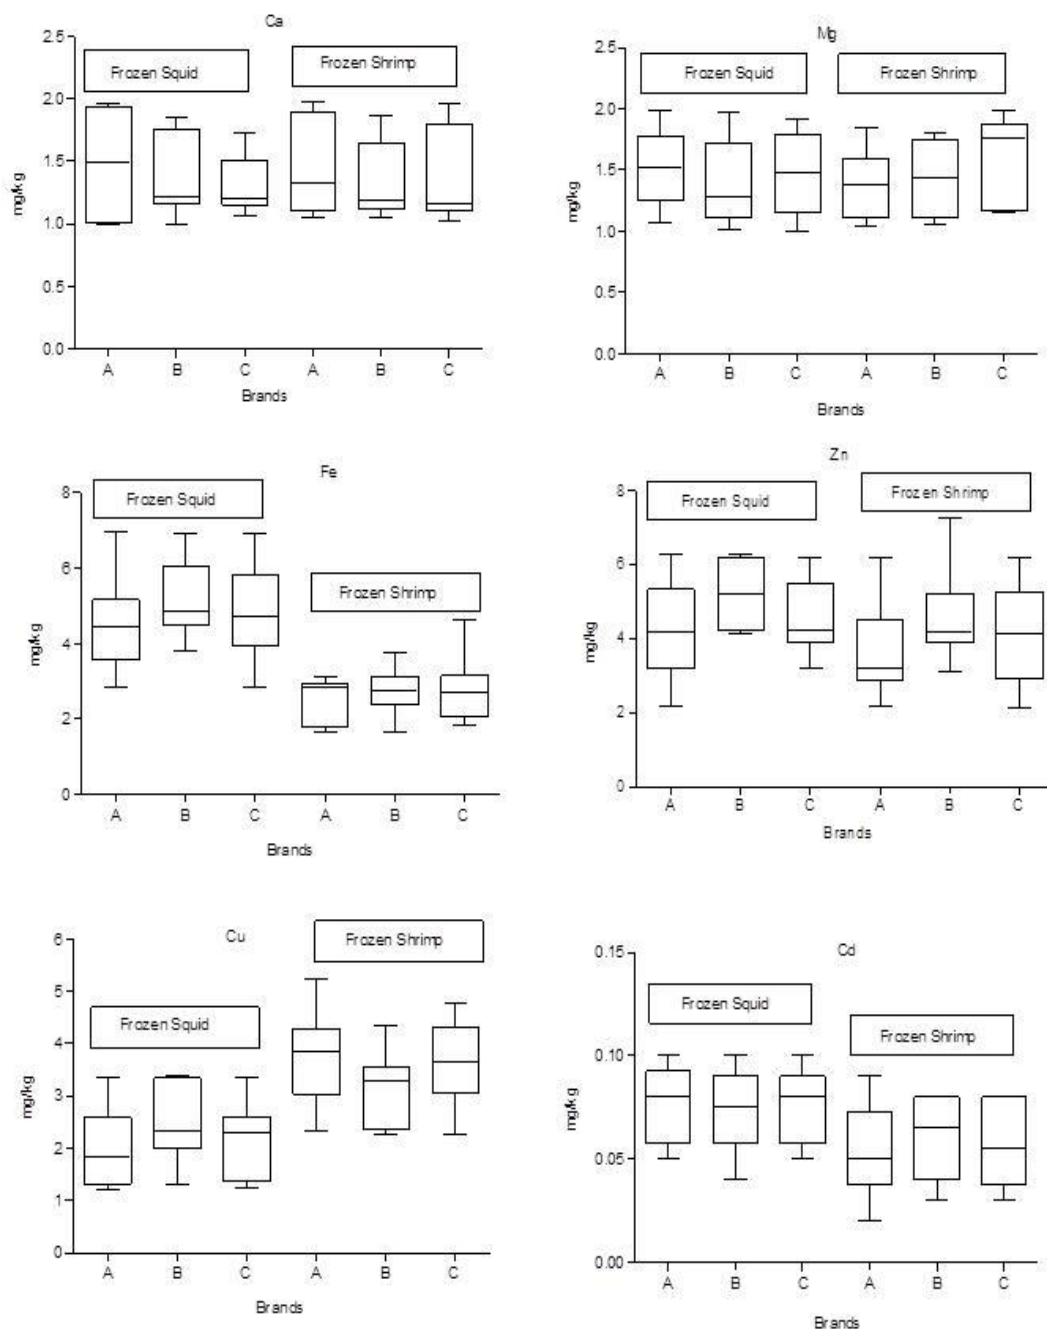 Ca
2.5
2.0
1.5
1.0
0.5
0.0
mg/kg
Frozen Squid
Frozen Shrimp
A B C A B C
Brands
Mg
2.5
2.0
1.5
1.0
0.5
0.0
mg/kg
Frozen Squid
Frozen Shrimp
A B C A B C
Brands
Fe
8
6
4
2
0
mg/kg
Frozen Squid
Frozen Shrimp
A B C A B C
Brands
Zn
8
6
4
2
0
mg/kg
Frozen Squid
Frozen Shrimp
A B C A B C
Brands
Cu
6
5
4
3
2
1
0
mg/kg
Frozen Squid
Frozen Shrimp
A B C A B C
Brands
Cd
0.15
0.10
0.05
0.00
mg/kg
Frozen Squid
Frozen Shrimp
A B C A B C
Brands